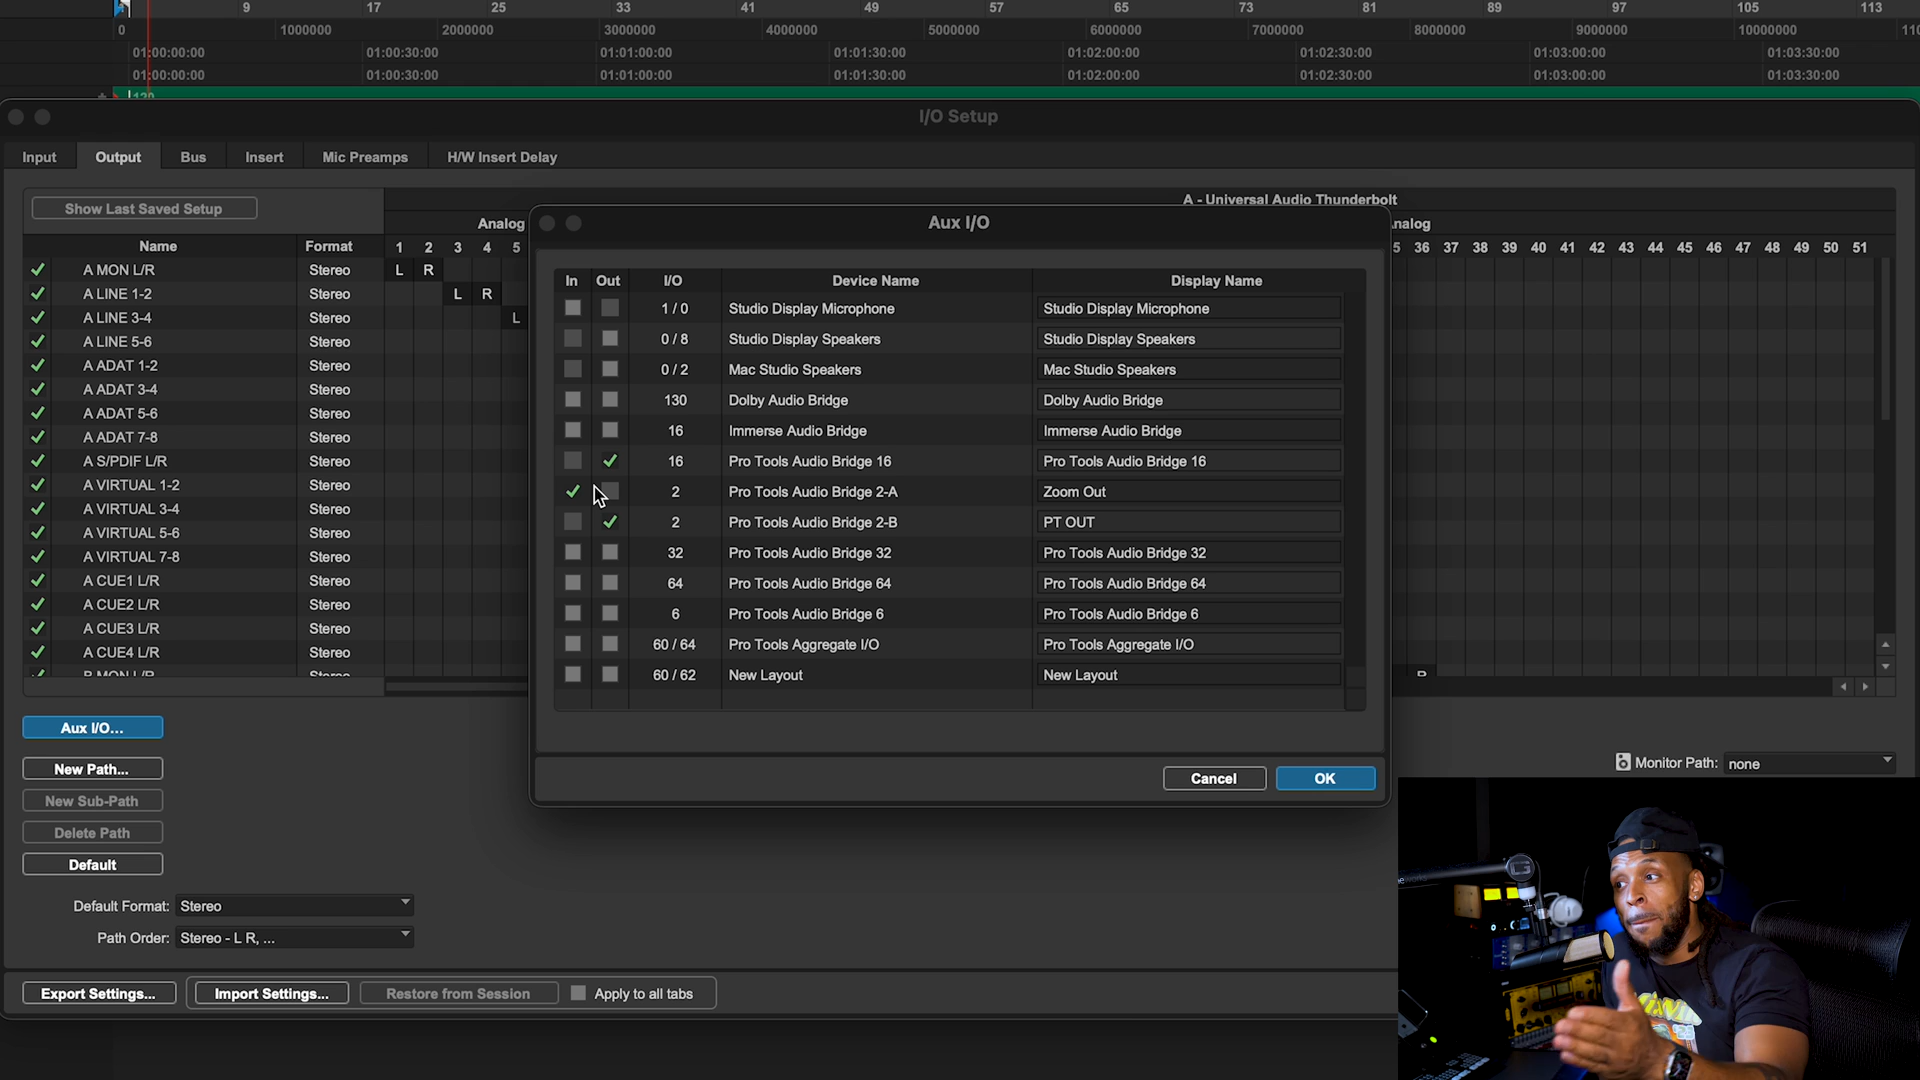 9 17 25 33 41 49 57 65 73 81 89 97 105 113
0 1000000 2000000 3000000 4000000 5000000 6000000 7000000 8000000 9000000 10000000
01:00:00:00 01:00:30:00 01:01:00:00 01:01:30:00 01:02:00:00 01:02:30:00 01:03:00:00 01:03:30:00
01:00:00:00 01:00:30:00 01:01:00:00 01:01:30:00 01:02:00:00 01:02:30:00 01:03:00:00 01:03:30:00
120
I/O Setup
Input Output Bus Insert Mic Preamps H/W Insert Delay
Show Last Saved Setup
A - Universal Audio Thunderbolt
Analog
nalog
Name Format 1 2 3 4 5
5 36 37 38 39 40 41 42 43 44 45 46 47 48 49 50 51
A MON L/R Stereo L R
A LINE 1-2 Stereo L R
A LINE 3-4 Stereo L
A LINE 5-6 Stereo
A ADAT 1-2 Stereo
A ADAT 3-4 Stereo
A ADAT 5-6 Stereo
A ADAT 7-8 Stereo
A S/PDIF L/R Stereo
A VIRTUAL 1-2 Stereo
A VIRTUAL 3-4 Stereo
A VIRTUAL 5-6 Stereo
A VIRTUAL 7-8 Stereo
A CUE1 L/R Stereo
A CUE2 L/R Stereo
A CUE3 L/R Stereo
A CUE4 L/R Stereo
B MON L/R Stereo
R
Aux I/O
In Out I/O Device Name Display Name
1 / 0 Studio Display Microphone Studio Display Microphone
0 / 8 Studio Display Speakers Studio Display Speakers
0 / 2 Mac Studio Speakers Mac Studio Speakers
130 Dolby Audio Bridge Dolby Audio Bridge
16 Immerse Audio Bridge Immerse Audio Bridge
16 Pro Tools Audio Bridge 16 Pro Tools Audio Bridge 16
2 Pro Tools Audio Bridge 2-A Zoom Out
2 Pro Tools Audio Bridge 2-B PT OUT
32 Pro Tools Audio Bridge 32 Pro Tools Audio Bridge 32
64 Pro Tools Audio Bridge 64 Pro Tools Audio Bridge 64
6 Pro Tools Audio Bridge 6 Pro Tools Audio Bridge 6
60 / 64 Pro Tools Aggregate I/O Pro Tools Aggregate I/O
60 / 62 New Layout New Layout
Cancel OK
Aux I/O...
New Path...
New Sub-Path
Delete Path
Default
Monitor Path: none
Default Format: Stereo
Path Order: Stereo - L R, ...
Export Settings... Import Settings... Restore from Session Apply to all tabs